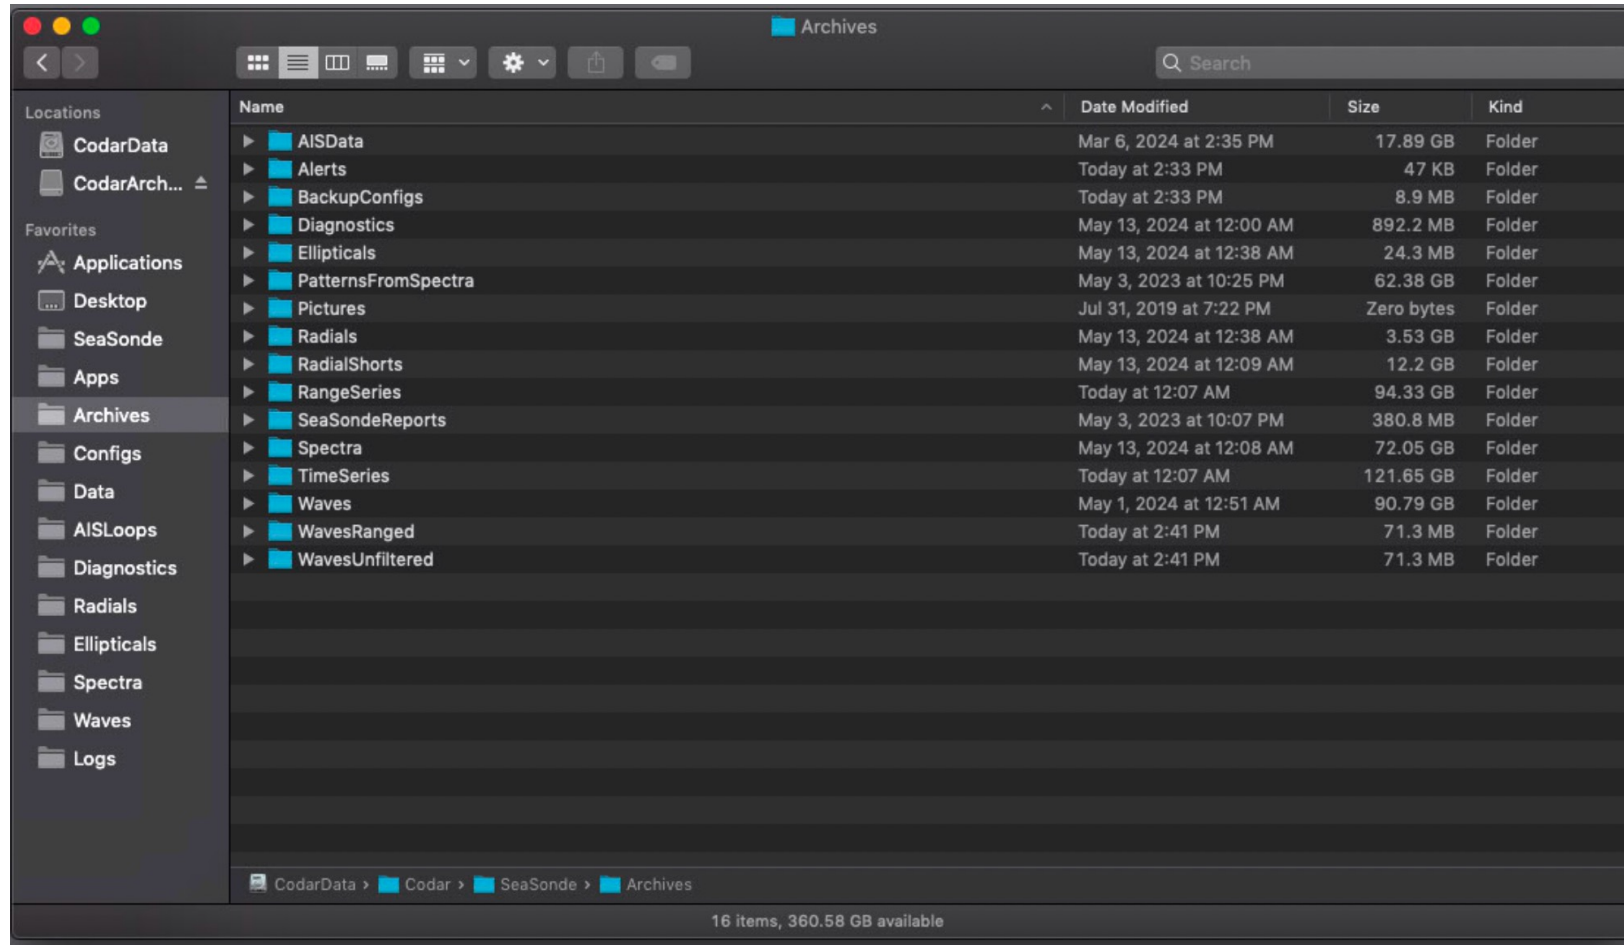 Archives
Search
Locations
CodarData
CodarArch...
Favorites
Applications
Desktop
SeaSonde
Apps
Archives
Configs
Data
AISLoops
Diagnostics
Radials
Ellipticals
Spectra
Waves
Logs
Name Date Modified Size Kind
AISData Mar 6, 2024 at 2:35 PM 17.89 GB Folder
Alerts Today at 2:33 PM 47 KB Folder
BackupConfigs Today at 2:33 PM 8.9 MB Folder
Diagnostics May 13, 2024 at 12:00 AM 892.2 MB Folder
Ellipticals May 13, 2024 at 12:38 AM 24.3 MB Folder
PatternsFromSpectra May 3, 2023 at 10:25 PM 62.38 GB Folder
Pictures Jul 31, 2019 at 7:22 PM Zero bytes Folder
Radials May 13, 2024 at 12:38 AM 3.53 GB Folder
RadialShorts May 13, 2024 at 12:09 AM 12.2 GB Folder
RangeSeries Today at 12:07 AM 94.33 GB Folder
SeaSondeReports May 3, 2023 at 10:07 PM 380.8 MB Folder
Spectra May 13, 2024 at 12:08 AM 72.05 GB Folder
TimeSeries Today at 12:07 AM 121.65 GB Folder
Waves May 1, 2024 at 12:51 AM 90.79 GB Folder
WavesRanged Today at 2:41 PM 71.3 MB Folder
WavesUnfiltered Today at 2:41 PM 71.3 MB Folder
CodarData › Codar › SeaSonde › Archives
16 items, 360.58 GB available